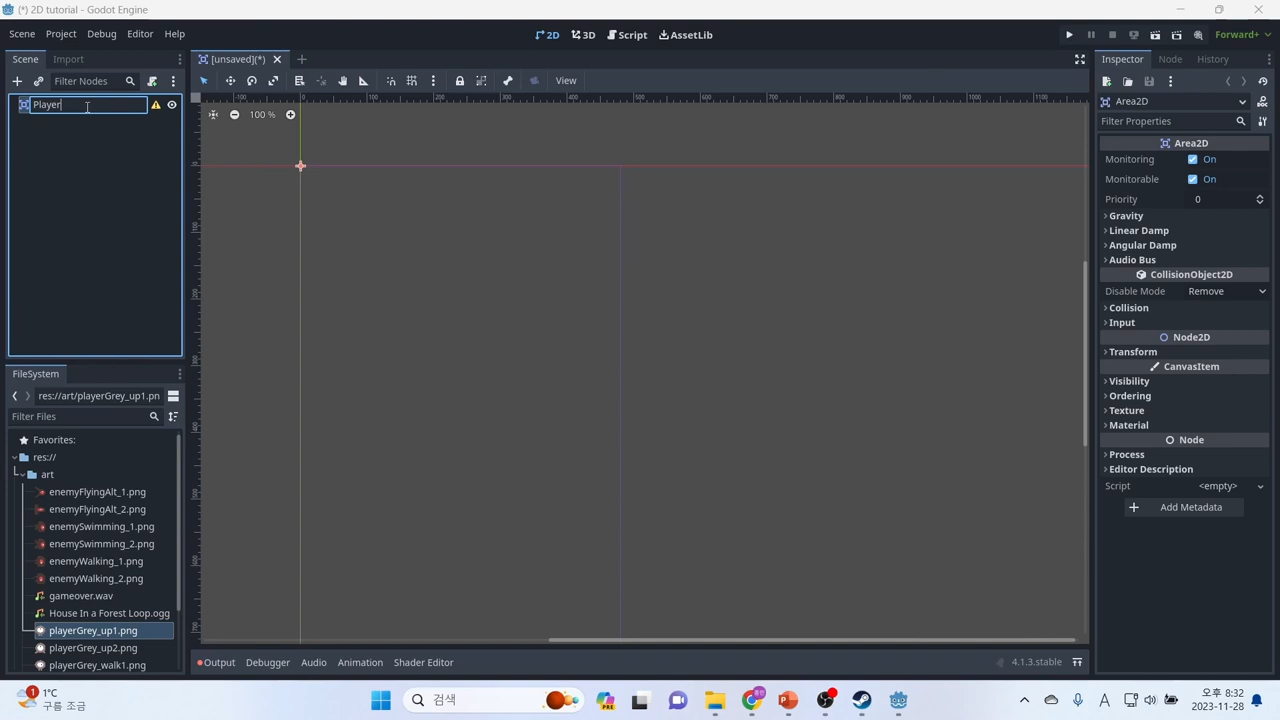 (*) 2D tutorial - Godot Engine
Scene Project Debug Editor Help
2D 3D Script AssetLib
Forward+
Scene Import
[unsaved](*)
Inspector Node History
Filter Nodes
View
Player
Area2D
100 %
Filter Properties
Area2D
Monitoring On
Monitorable On
Priority 0
Gravity
Linear Damp
Angular Damp
Audio Bus
CollisionObject2D
Disable Mode Remove
Collision
Input
Node2D
Transform
CanvasItem
Visibility
Ordering
Texture
Material
Node
Process
Editor Description
Script <empty>
Add Metadata
FileSystem
res://art/playerGrey_up1.pn
Filter Files
Favorites:
res://
art
enemyFlyingAlt_1.png
enemyFlyingAlt_2.png
enemySwimming_1.png
enemySwimming_2.png
enemyWalking_1.png
enemyWalking_2.png
gameover.wav
House In a Forest Loop.ogg
playerGrey_up1.png
playerGrey_up2.png
playerGrey_walk1.png
Output Debugger Audio Animation Shader Editor
4.1.3.stable
1
1°C
구름 조금
검색
PRE
A
오후 8:32
2023-11-28